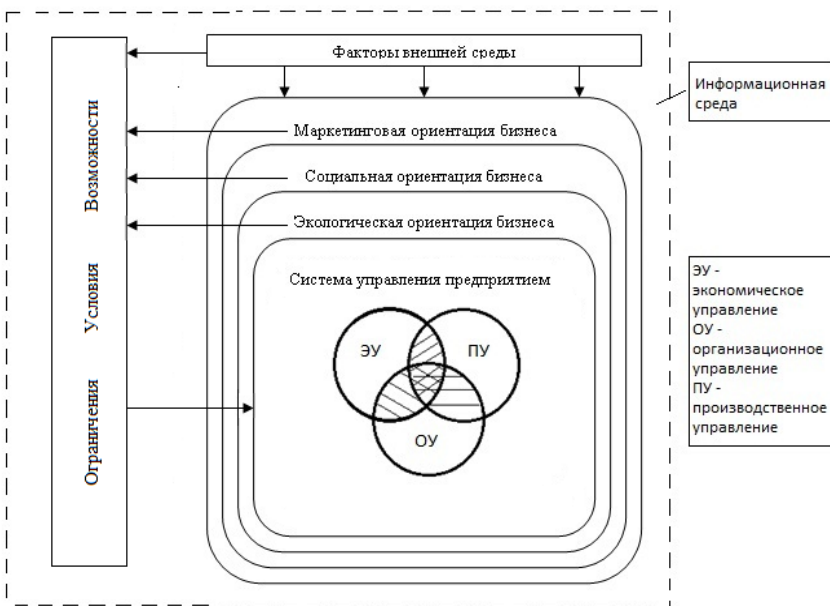 Факторы внешней среды
Маркетинговая ориентация бизнеса
Социальная ориентация бизнеса
Экологическая ориентация бизнеса
Система управления предприятием
ЭУ
ПУ
ОУ
Возможности
Условия
Ограничения
Информационная
среда
ЭУ -
экономическое
управление
ОУ -
организационное
управление
ПУ -
производственное
управление